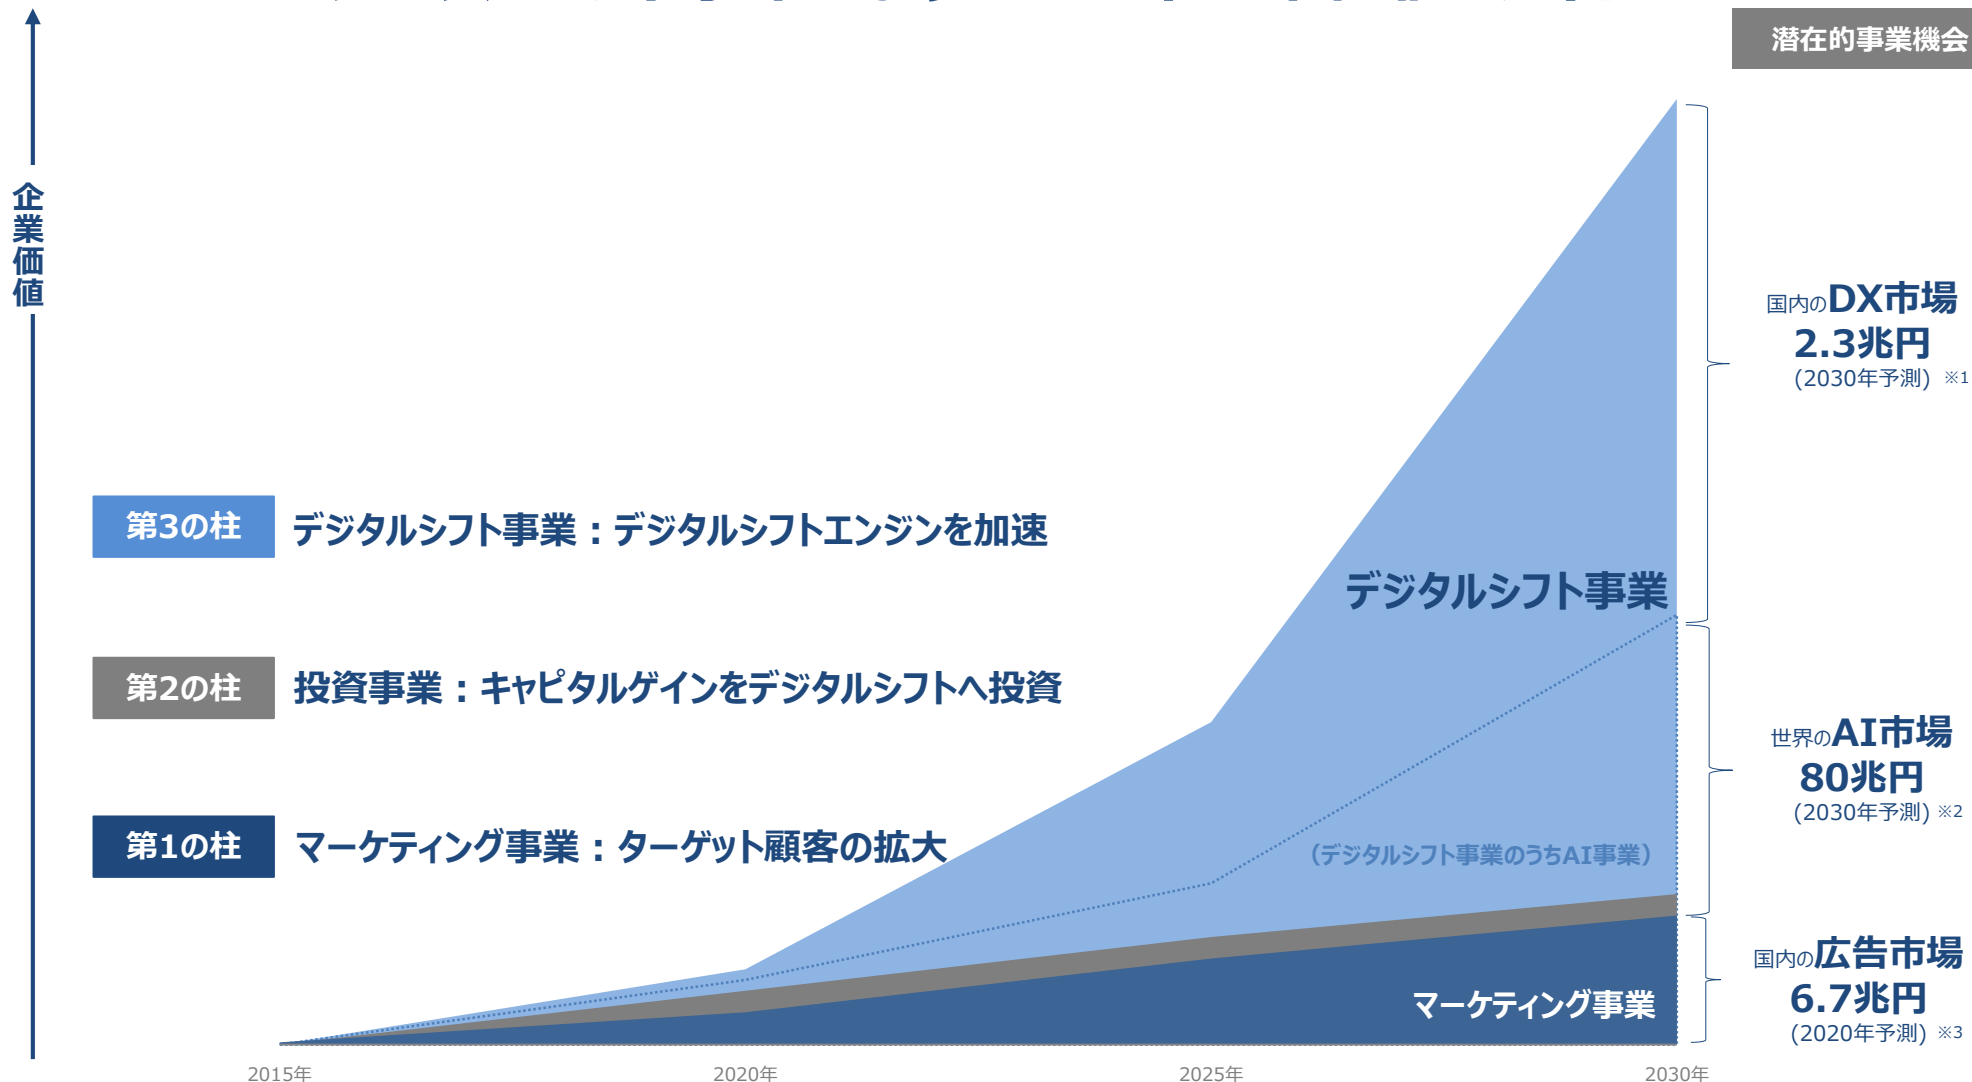 潜在的事業機会
企業価値
国内のDX市場
2.3兆円
(2030年予測) ※1
第3の柱
デジタルシフト事業:デジタルシフトエンジンを加速
デジタルシフト事業
第2の柱
投資事業:キャピタルゲインをデジタルシフトへ投資
世界のAI市場
80兆円
(2030年予測) ※2
第1の柱
マーケティング事業:ターゲット顧客の拡大
(デジタルシフト事業のうちAI事業)
国内の広告市場
6.7兆円
(2020年予測) ※3
マーケティング事業
2015年
2020年
2025年
2030年